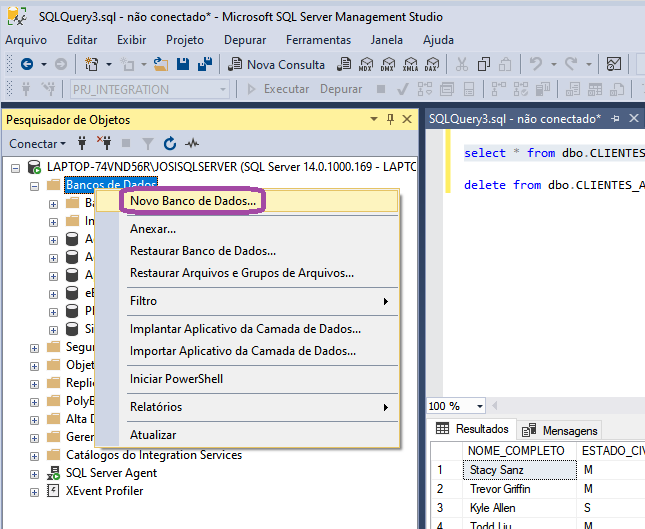 SQLQuery3.sql - não conectado* - Microsoft SQL Server Management Studio
Arquivo Editar Exibir Projeto Depurar Ferramentas Janela Ajuda
Nova Consulta MDX DMX XMLA DAX
PRJ_INTEGRATION Executar Depurar
Pesquisador de Objetos
SQLQuery3.sql - não conectado*
Conectar
LAPTOP-74VND56R\JOSISQLSERVER (SQL Server 14.0.1000.169 - LAPTO
select * from dbo.CLIENTES
delete from dbo.CLIENTES_A
Bancos de Dados
Novo Banco de Dados...
Anexar...
Restaurar Banco de Dados...
Restaurar Arquivos e Grupos de Arquivos...
Filtro
Implantar Aplicativo da Camada de Dados...
Importar Aplicativo da Camada de Dados...
Iniciar PowerShell
Relatórios
Atualizar
Ba
In
A
A
A
eB
Si
Segu
Objet
Replic
PolyB
Alta D
Geren
Catálogos do Integration Services
SQL Server Agent
XEvent Profiler
100 %
Resultados Mensagens
NOME_COMPLETO ESTADO_CIV
1 Stacy Sanz M
2 Trevor Griffin M
3 Kyle Allen S
4 Todd Liu M